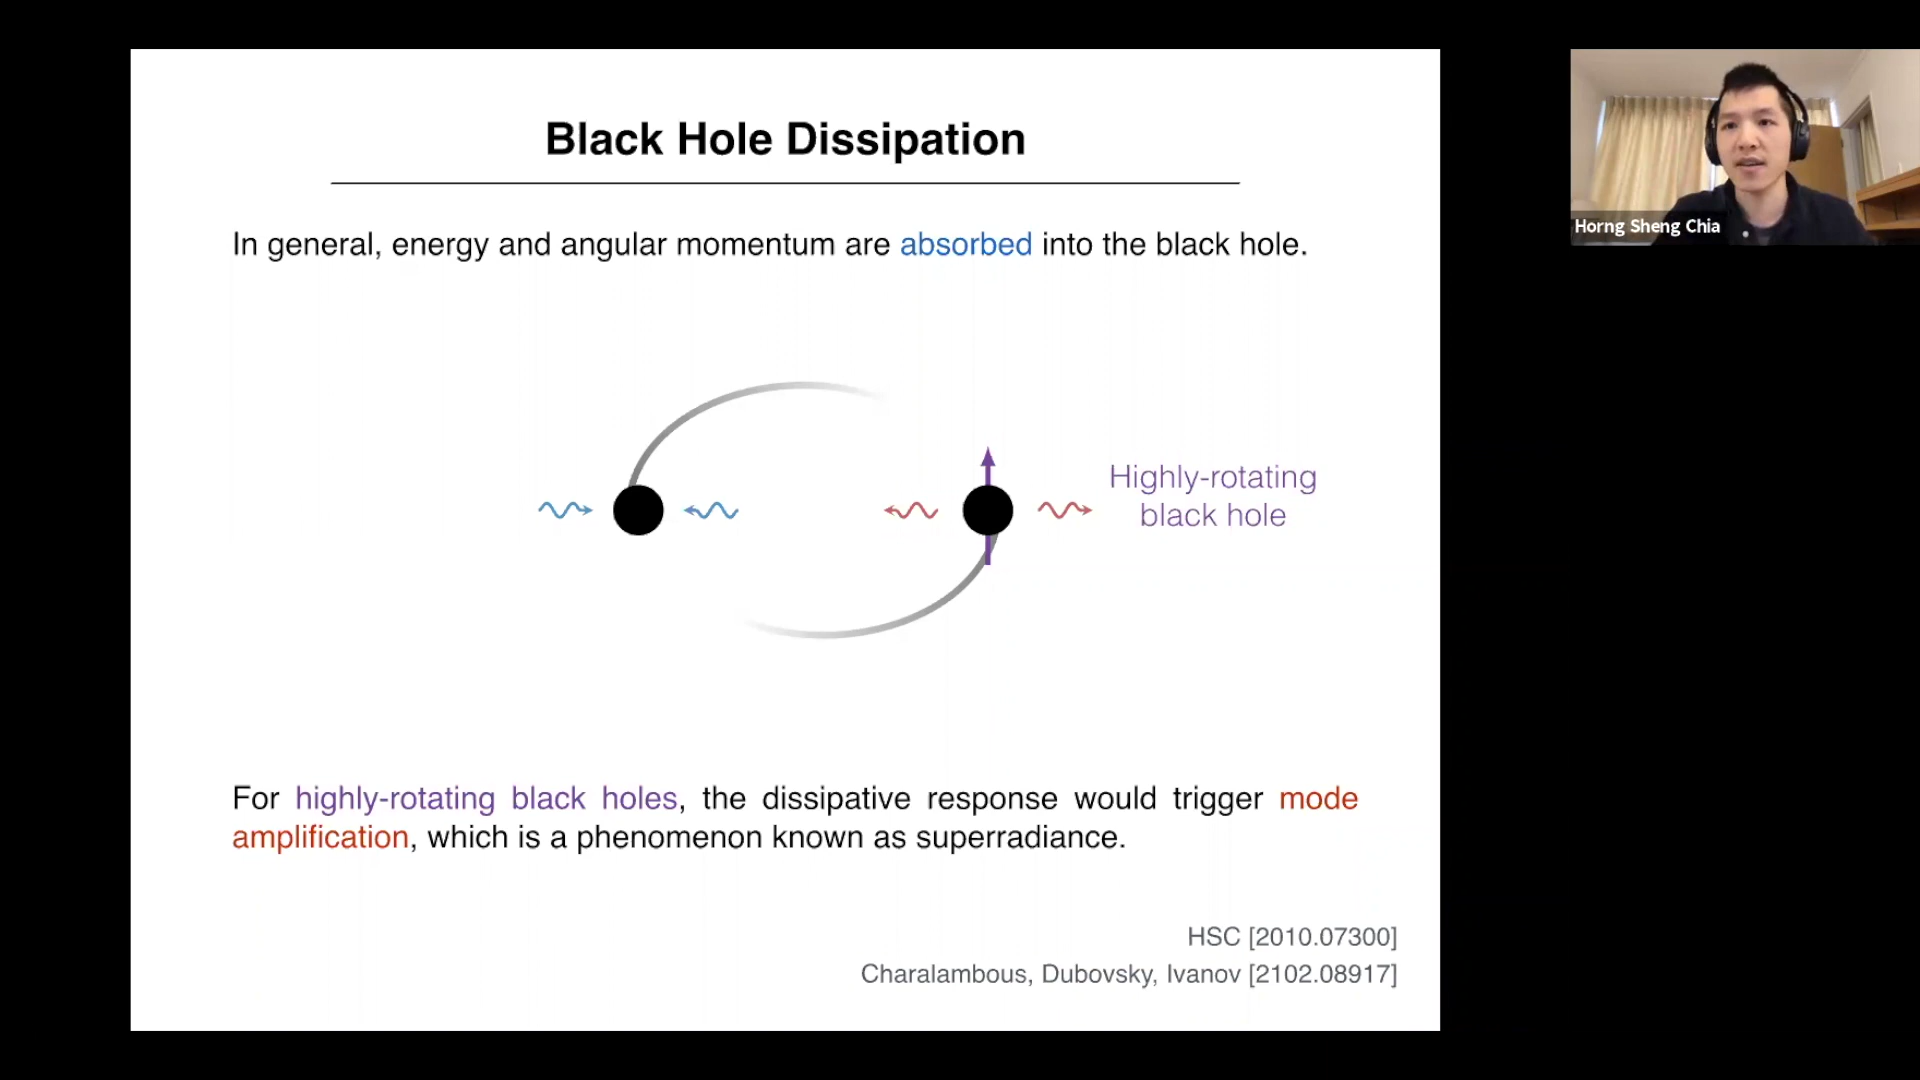 Black Hole Dissipation
In general, energy and angular momentum are absorbed into the black hole.
Highly-rotating
black hole
For highly-rotating black holes, the dissipative response would trigger mode
amplification, which is a phenomenon known as superradiance.
HSC [2010.07300]
Charalambous, Dubovsky, Ivanov [2102.08917]
Horng Sheng Chia